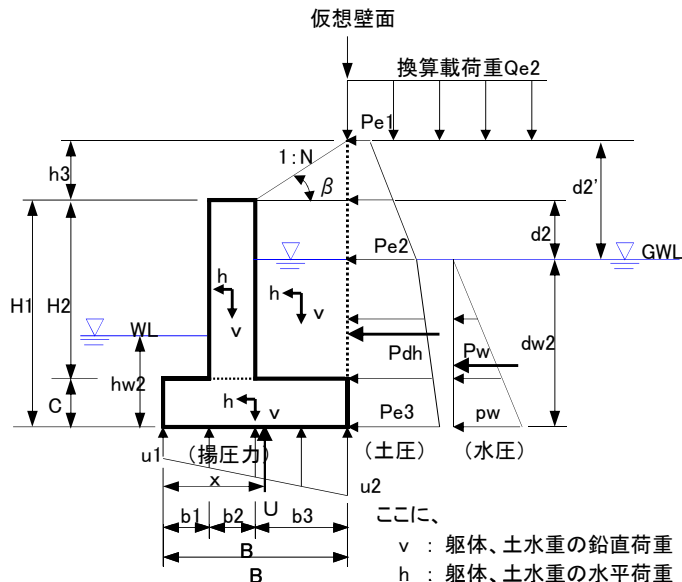 仮想壁面
換算載荷重Qe2
Pe1
1:N
h3
β
d2'
d2
Pe2
GWL
h
v
h
v
H1
H2
WL
hw2
Pdh
Pw
dw2
C
h
v
Pe3
pw
u1
(揚圧力)
(土圧)
(水圧)
x
u2
U
b1
b2
b3
ここに、
B
v : 躯体、土水重の鉛直荷重
B
h : 躯体、土水重の水平荷重